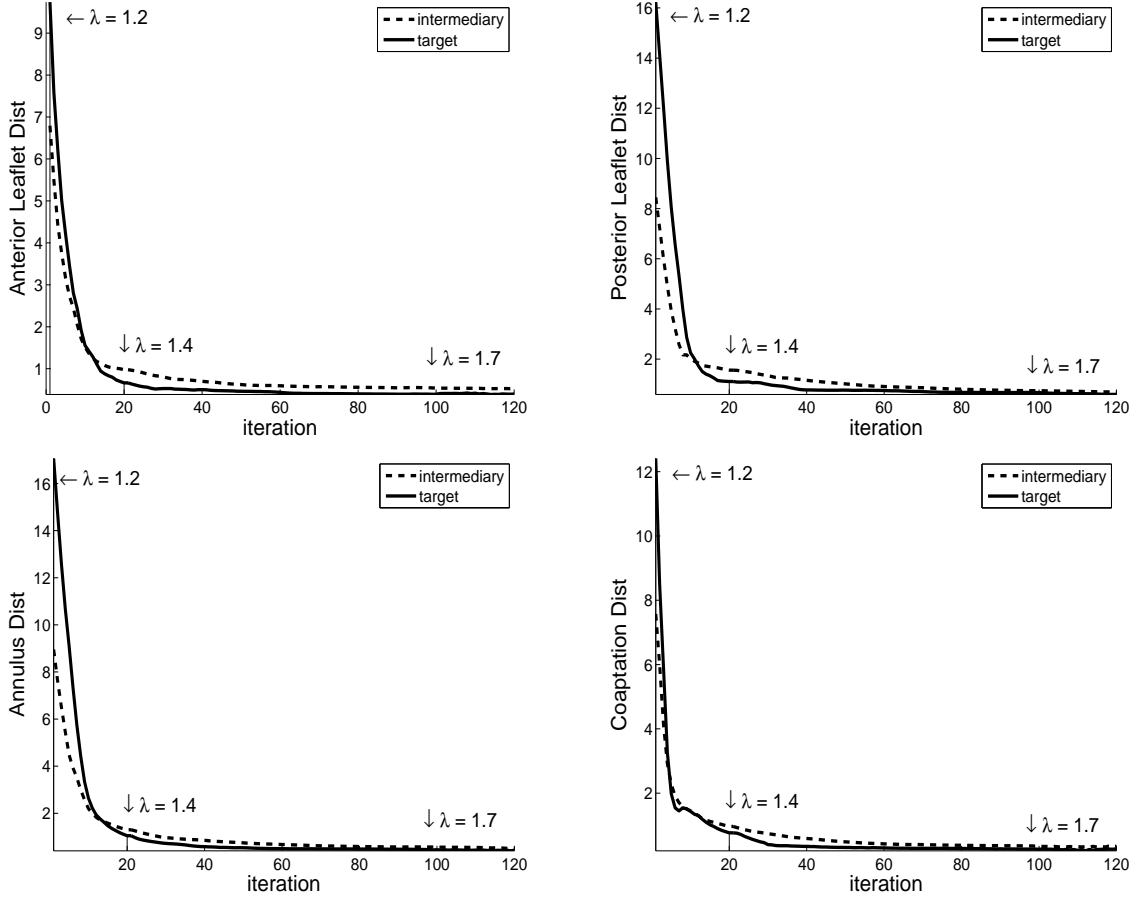 ← λ = 1.2
intermediary
target
9
8
7
6
5
4
3
2
1
Anterior Leaflet Dist
↓ λ = 1.4
↓ λ = 1.7
0
20
40
60
80
100
120
iteration
← λ = 1.2
intermediary
target
16
14
12
10
8
6
4
2
Posterior Leaflet Dist
↓ λ = 1.4
↓ λ = 1.7
20
40
60
80
100
120
iteration
← λ = 1.2
intermediary
target
16
14
12
10
8
6
4
2
Annulus Dist
↓ λ = 1.4
↓ λ = 1.7
20
40
60
80
100
120
iteration
← λ = 1.2
intermediary
target
12
10
8
6
4
2
Coaptation Dist
↓ λ = 1.4
↓ λ = 1.7
20
40
60
80
100
120
iteration